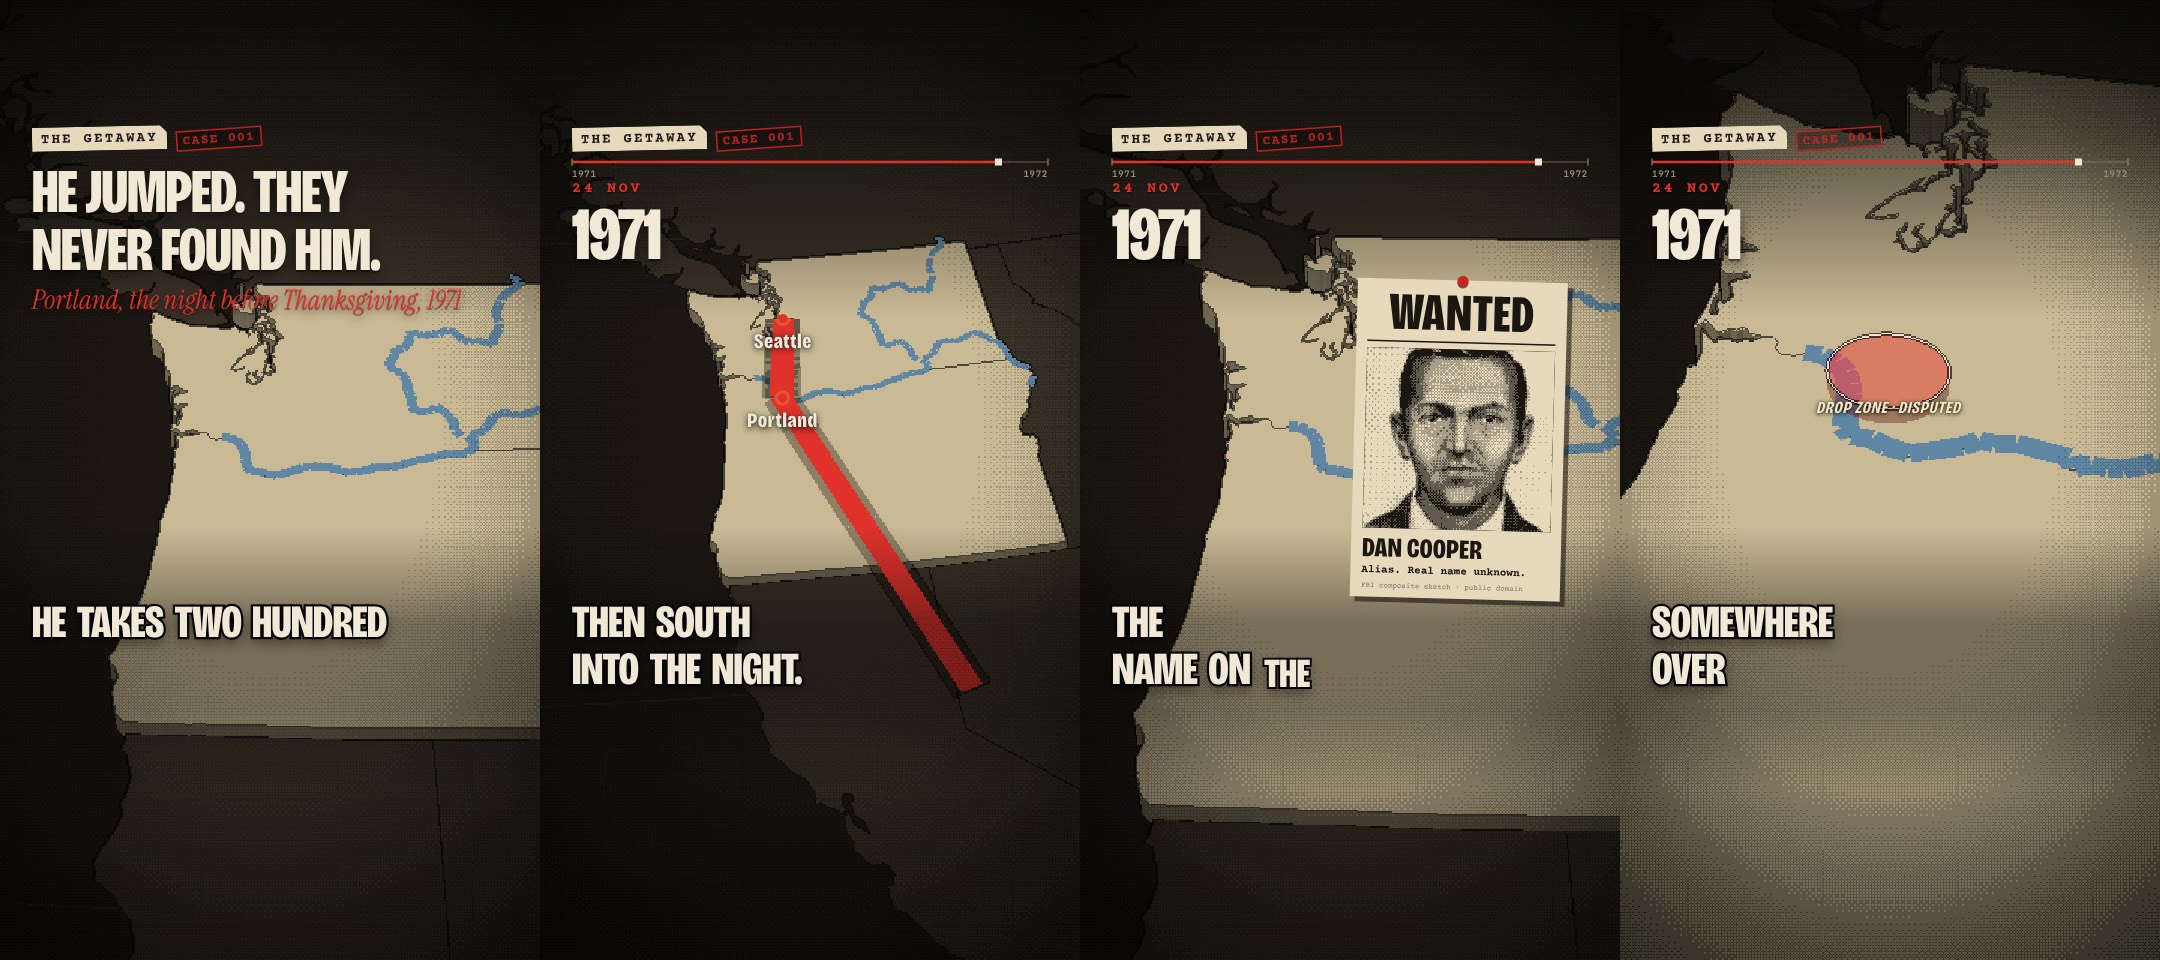 THE GETAWAY
CASE 001
HE JUMPED. THEY
NEVER FOUND HIM.
Portland, the night before Thanksgiving, 1971
HE TAKES TWO HUNDRED
THE GETAWAY
CASE 001
1971
1972
24 NOV
1971
Seattle
Portland
THEN SOUTH
INTO THE NIGHT.
THE GETAWAY
CASE 001
1971
1972
24 NOV
1971
WANTED
DAN COOPER
Alias. Real name unknown.
FBI composite sketch · public domain
THE
NAME ON THE
THE GETAWAY
CASE 001
1971
1972
24 NOV
1971
DROP ZONE-DISPUTED
SOMEWHERE
OVER